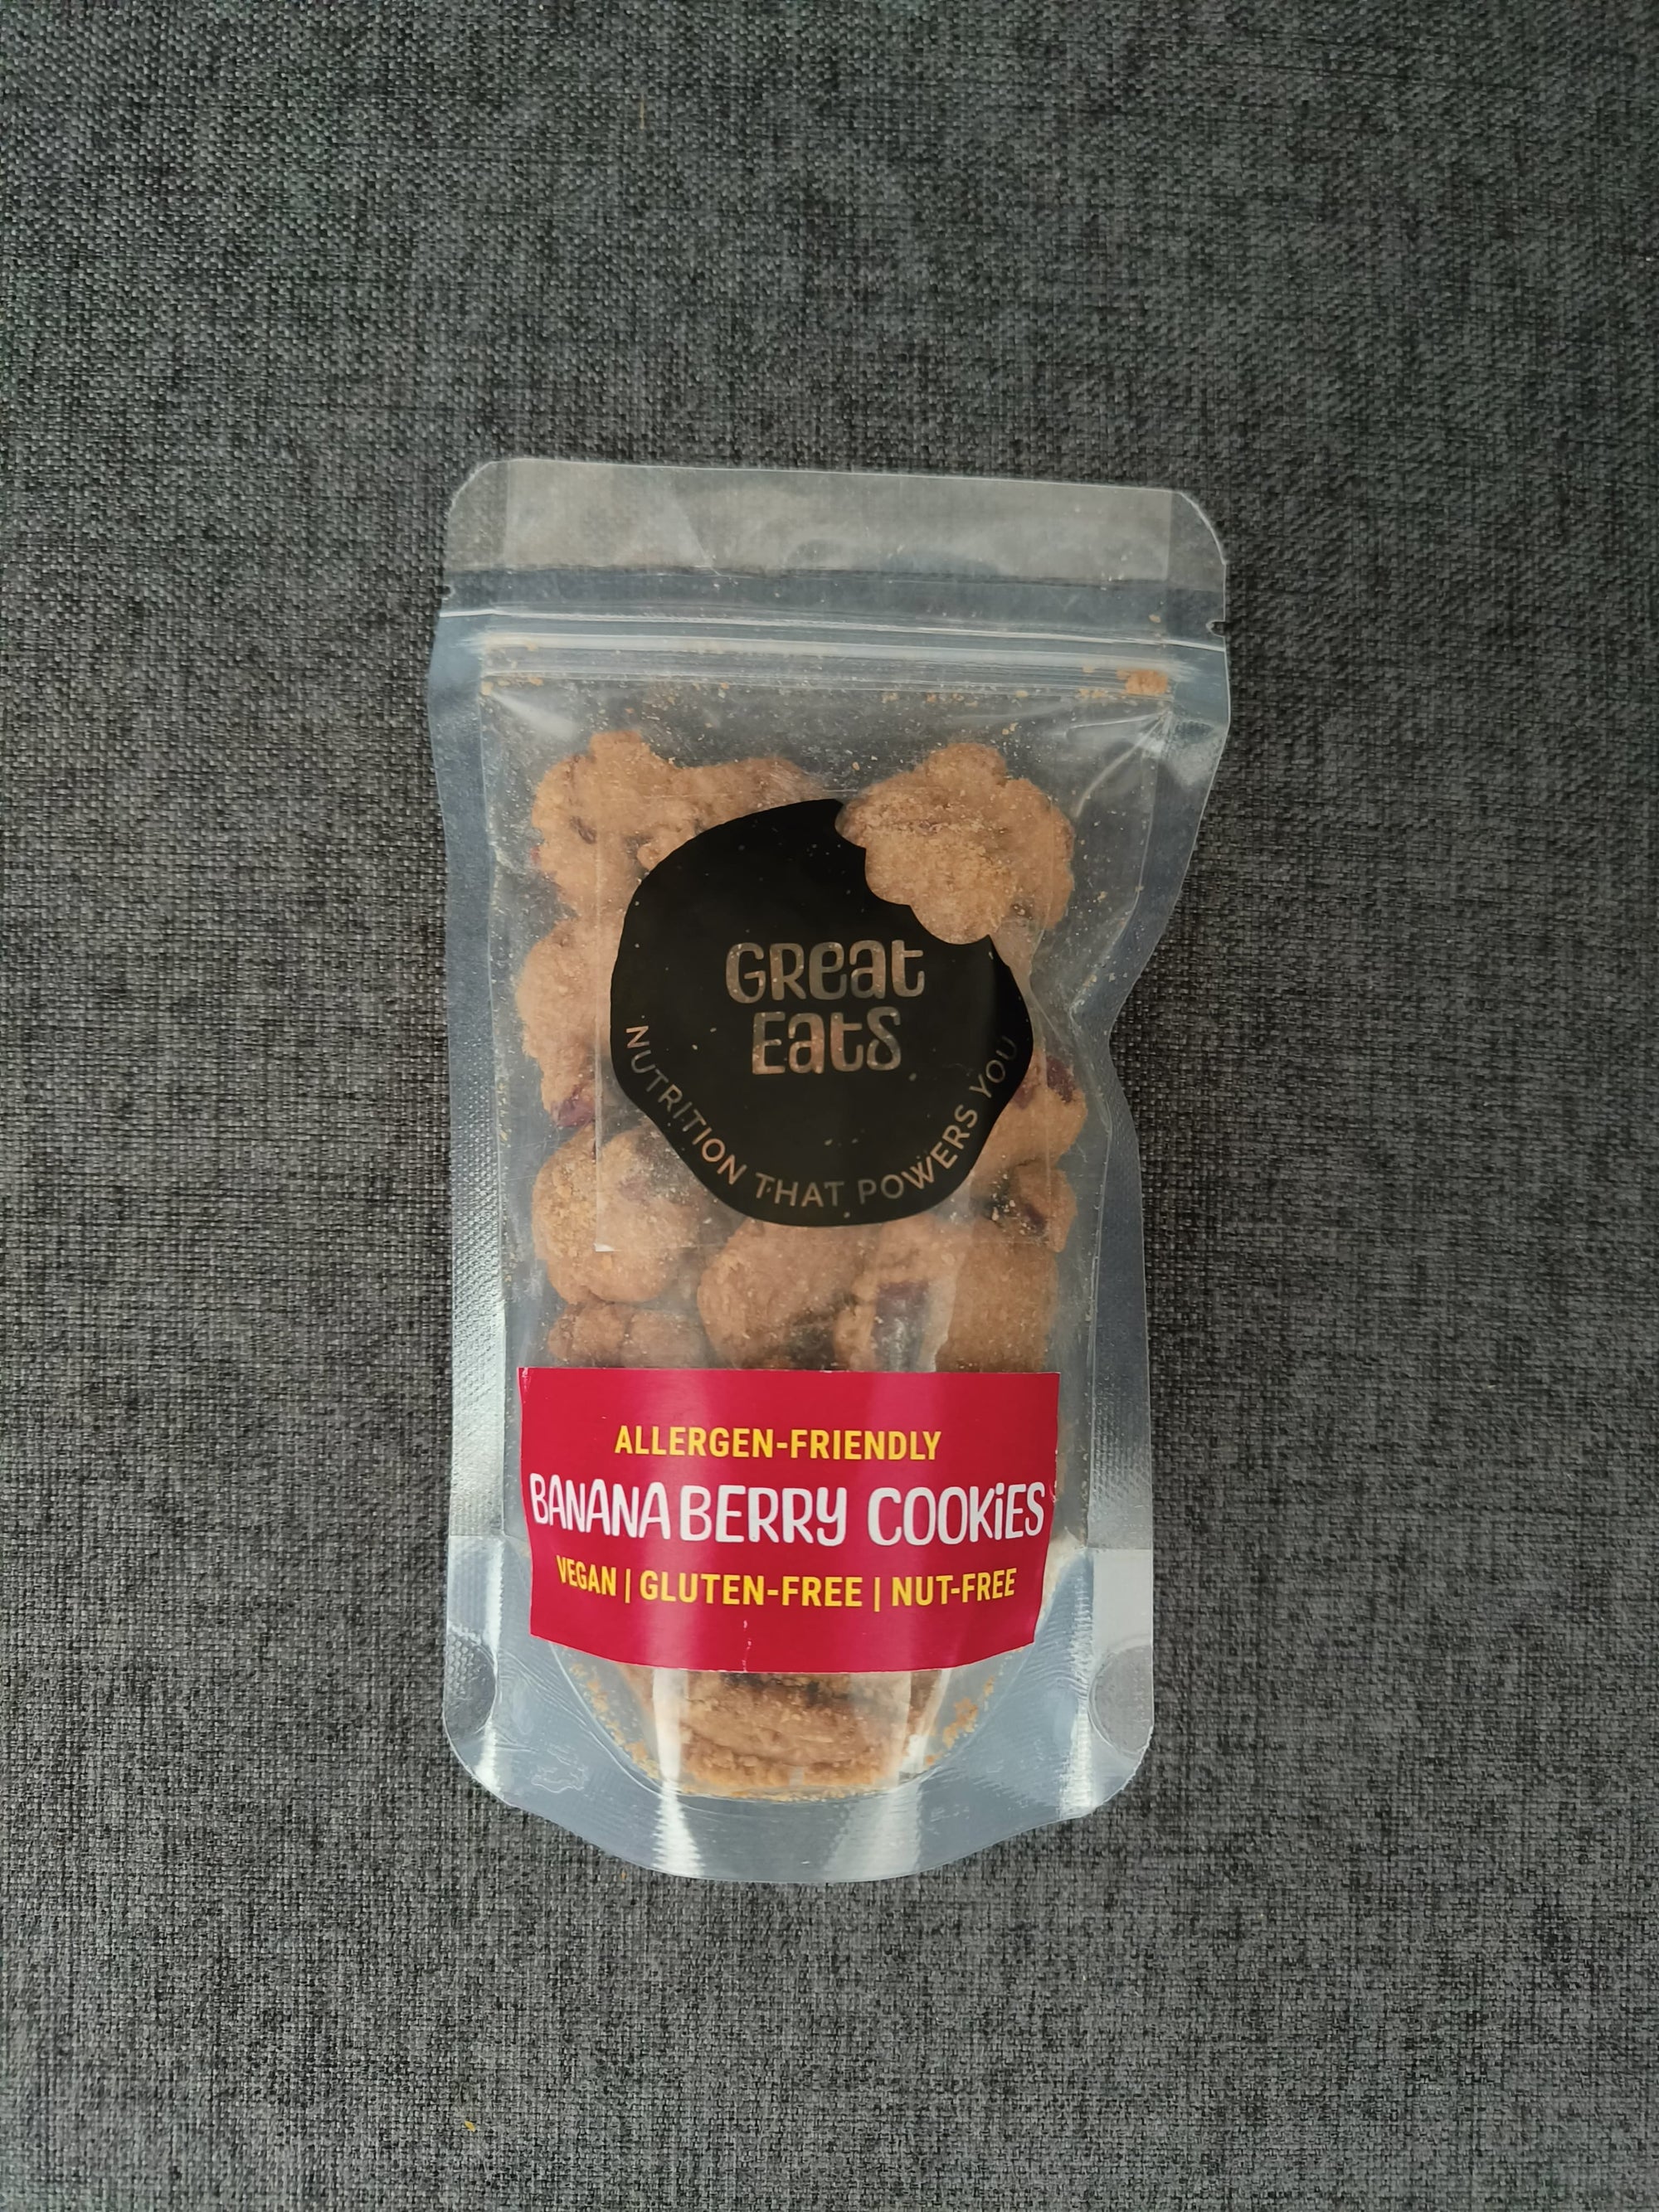 GReat
Eats
NUTRITION THAT POWERS YOU
ALLERGEN-FRIENDLY
BANANA BERRY COOKiES
VEGAN | GLUTEN-FREE | NUT-FREE